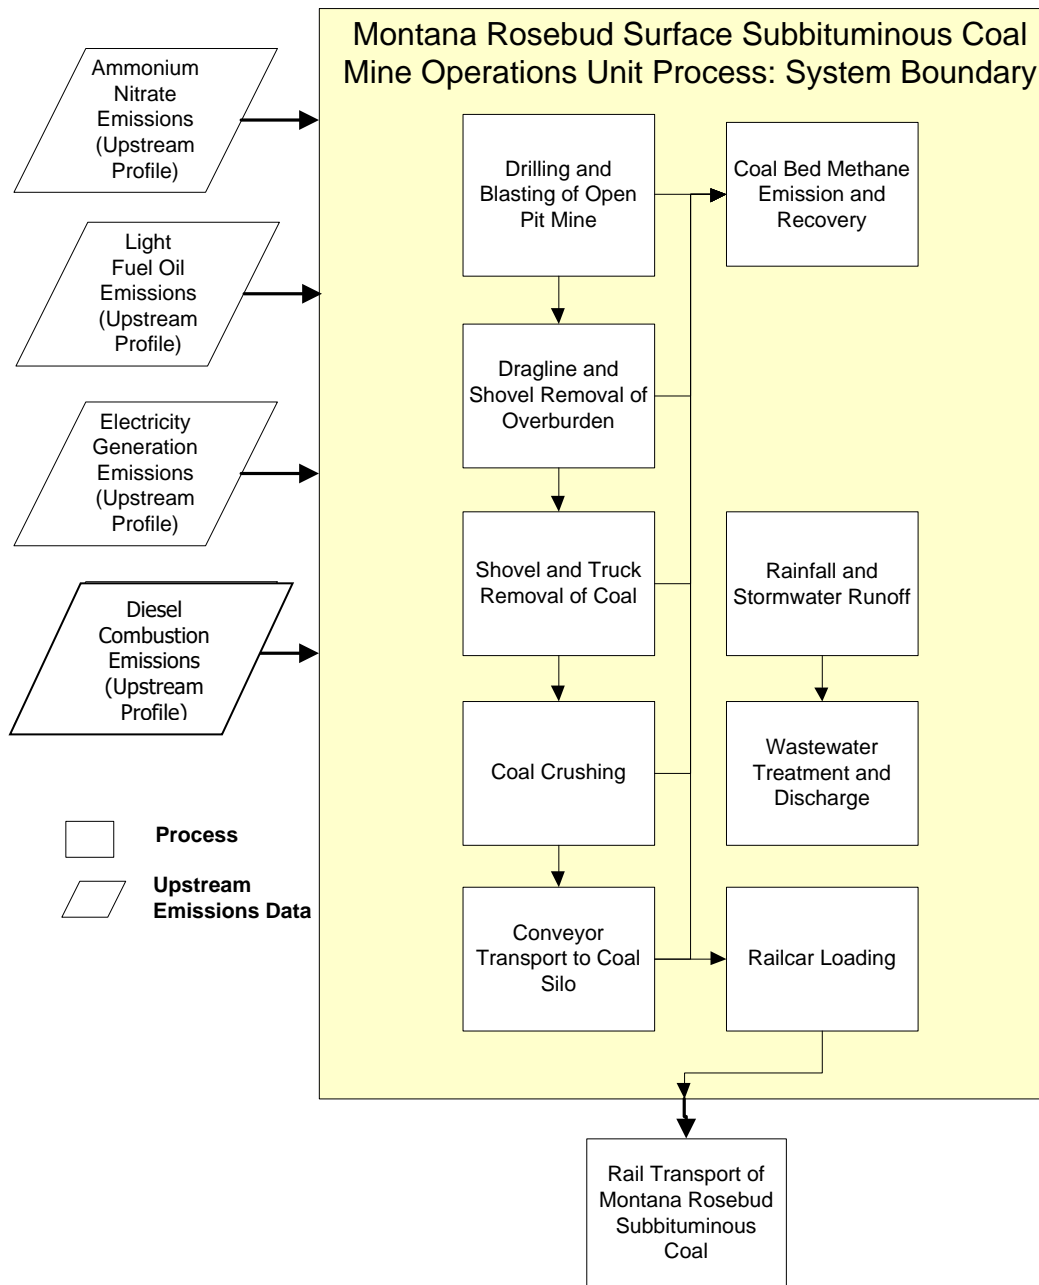 Montana Rosebud Surface Subbituminous Coal
Mine Operations Unit Process: System Boundary
Ammonium
Nitrate
Emissions
(Upstream
Profile)
Light
Fuel Oil
Emissions
(Upstream
Profile)
Electricity
Generation
Emissions
(Upstream
Profile)
Diesel
Combustion
Emissions
(Upstream
Profile)
Process
Upstream
Emissions Data
Drilling and
Blasting of Open
Pit Mine
Coal Bed Methane
Emission and
Recovery
Dragline and
Shovel Removal of
Overburden
Shovel and Truck
Removal of Coal
Rainfall and
Stormwater Runoff
Coal Crushing
Wastewater
Treatment and
Discharge
Conveyor
Transport to Coal
Silo
Railcar Loading
Rail Transport of
Montana Rosebud
Subbituminous
Coal